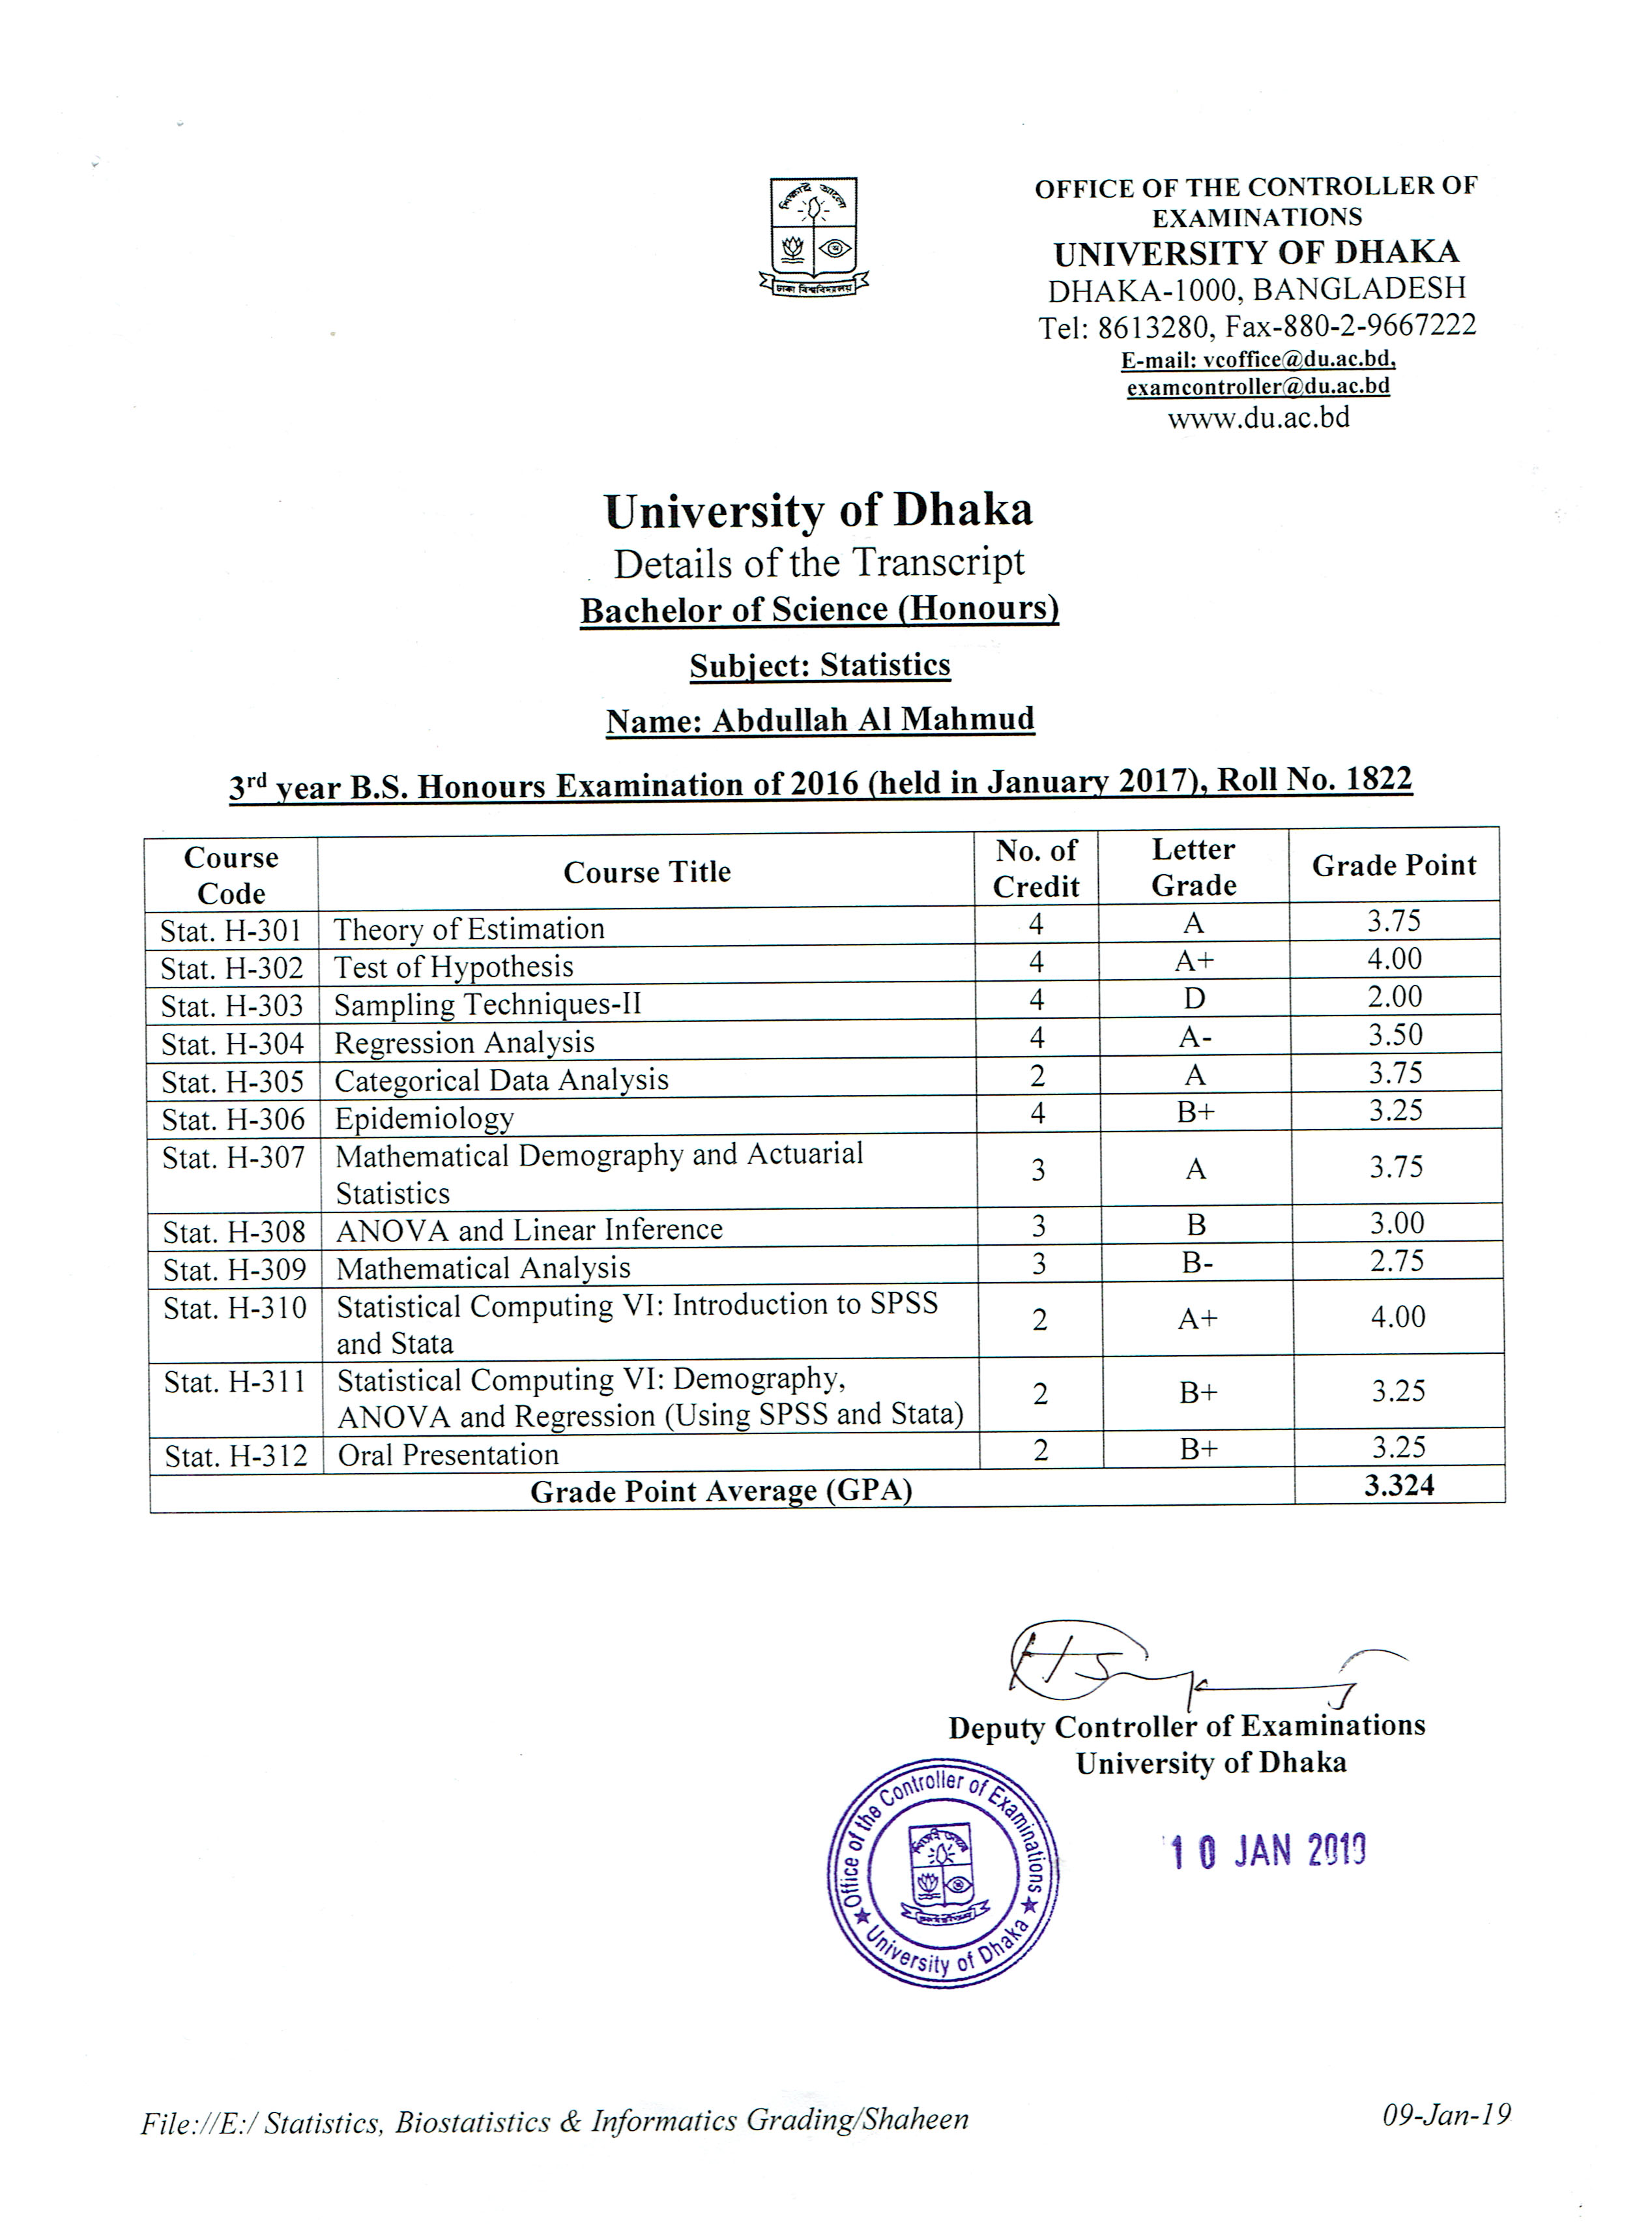 শিক্ষাই আলো
ঢাকা বিশ্ববিদ্যালয়
OFFICE OF THE CONTROLLER OF
EXAMINATIONS
UNIVERSITY OF DHAKA
DHAKA-1000, BANGLADESH
Tel: 8613280, Fax-880-2-9667222
E-mail: vcoffice@du.ac.bd,
examcontroller@du.ac.bd
www.du.ac.bd
University of Dhaka
Details of the Transcript
Bachelor of Science (Honours)
Subject: Statistics
Name: Abdullah Al Mahmud
3rd year B.S. Honours Examination of 2016 (held in January 2017), Roll No. 1822
Course Code Course Title No. of Credit Letter Grade Grade Point
Stat. H-301 Theory of Estimation 4 A 3.75
Stat. H-302 Test of Hypothesis 4 A+ 4.00
Stat. H-303 Sampling Techniques-II 4 D 2.00
Stat. H-304 Regression Analysis 4 A- 3.50
Stat. H-305 Categorical Data Analysis 2 A 3.75
Stat. H-306 Epidemiology 4 B+ 3.25
Stat. H-307 Mathematical Demography and Actuarial
Statistics 3 A 3.75
Stat. H-308 ANOVA and Linear Inference 3 B 3.00
Stat. H-309 Mathematical Analysis 3 B- 2.75
Stat. H-310 Statistical Computing VI: Introduction to SPSS
and Stata 2 A+ 4.00
Stat. H-311 Statistical Computing VI: Demography,
ANOVA and Regression (Using SPSS and Stata) 2 B+ 3.25
Stat. H-312 Oral Presentation 2 B+ 3.25
Grade Point Average (GPA) 3.324
Deputy Controller of Examinations
University of Dhaka
Office of the Controller of Examinations
University of Dhaka
10 JAN 2019
File://E:/ Statistics, Biostatistics & Informatics Grading/Shaheen 09-Jan-19